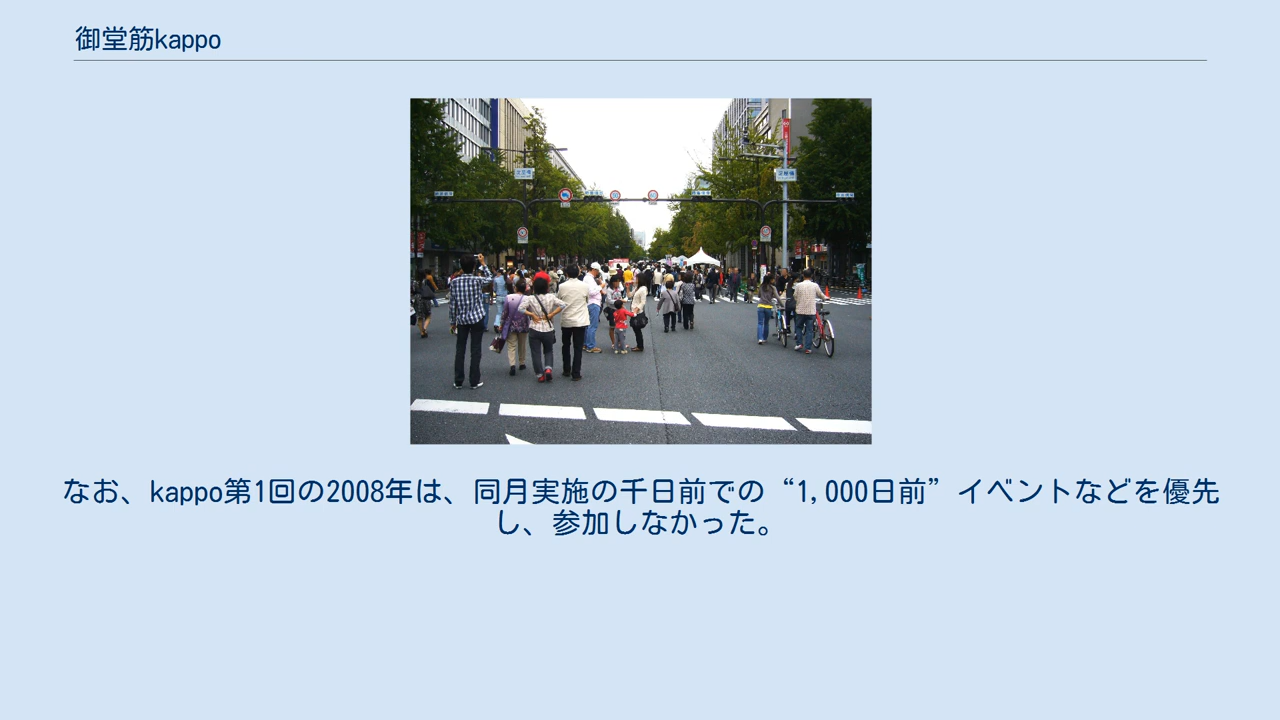 御堂筋kappo
なお、kappo第1回の2008年は、同月実施の千日前での“1,000日前”イベントなどを優先
し、参加しなかった。